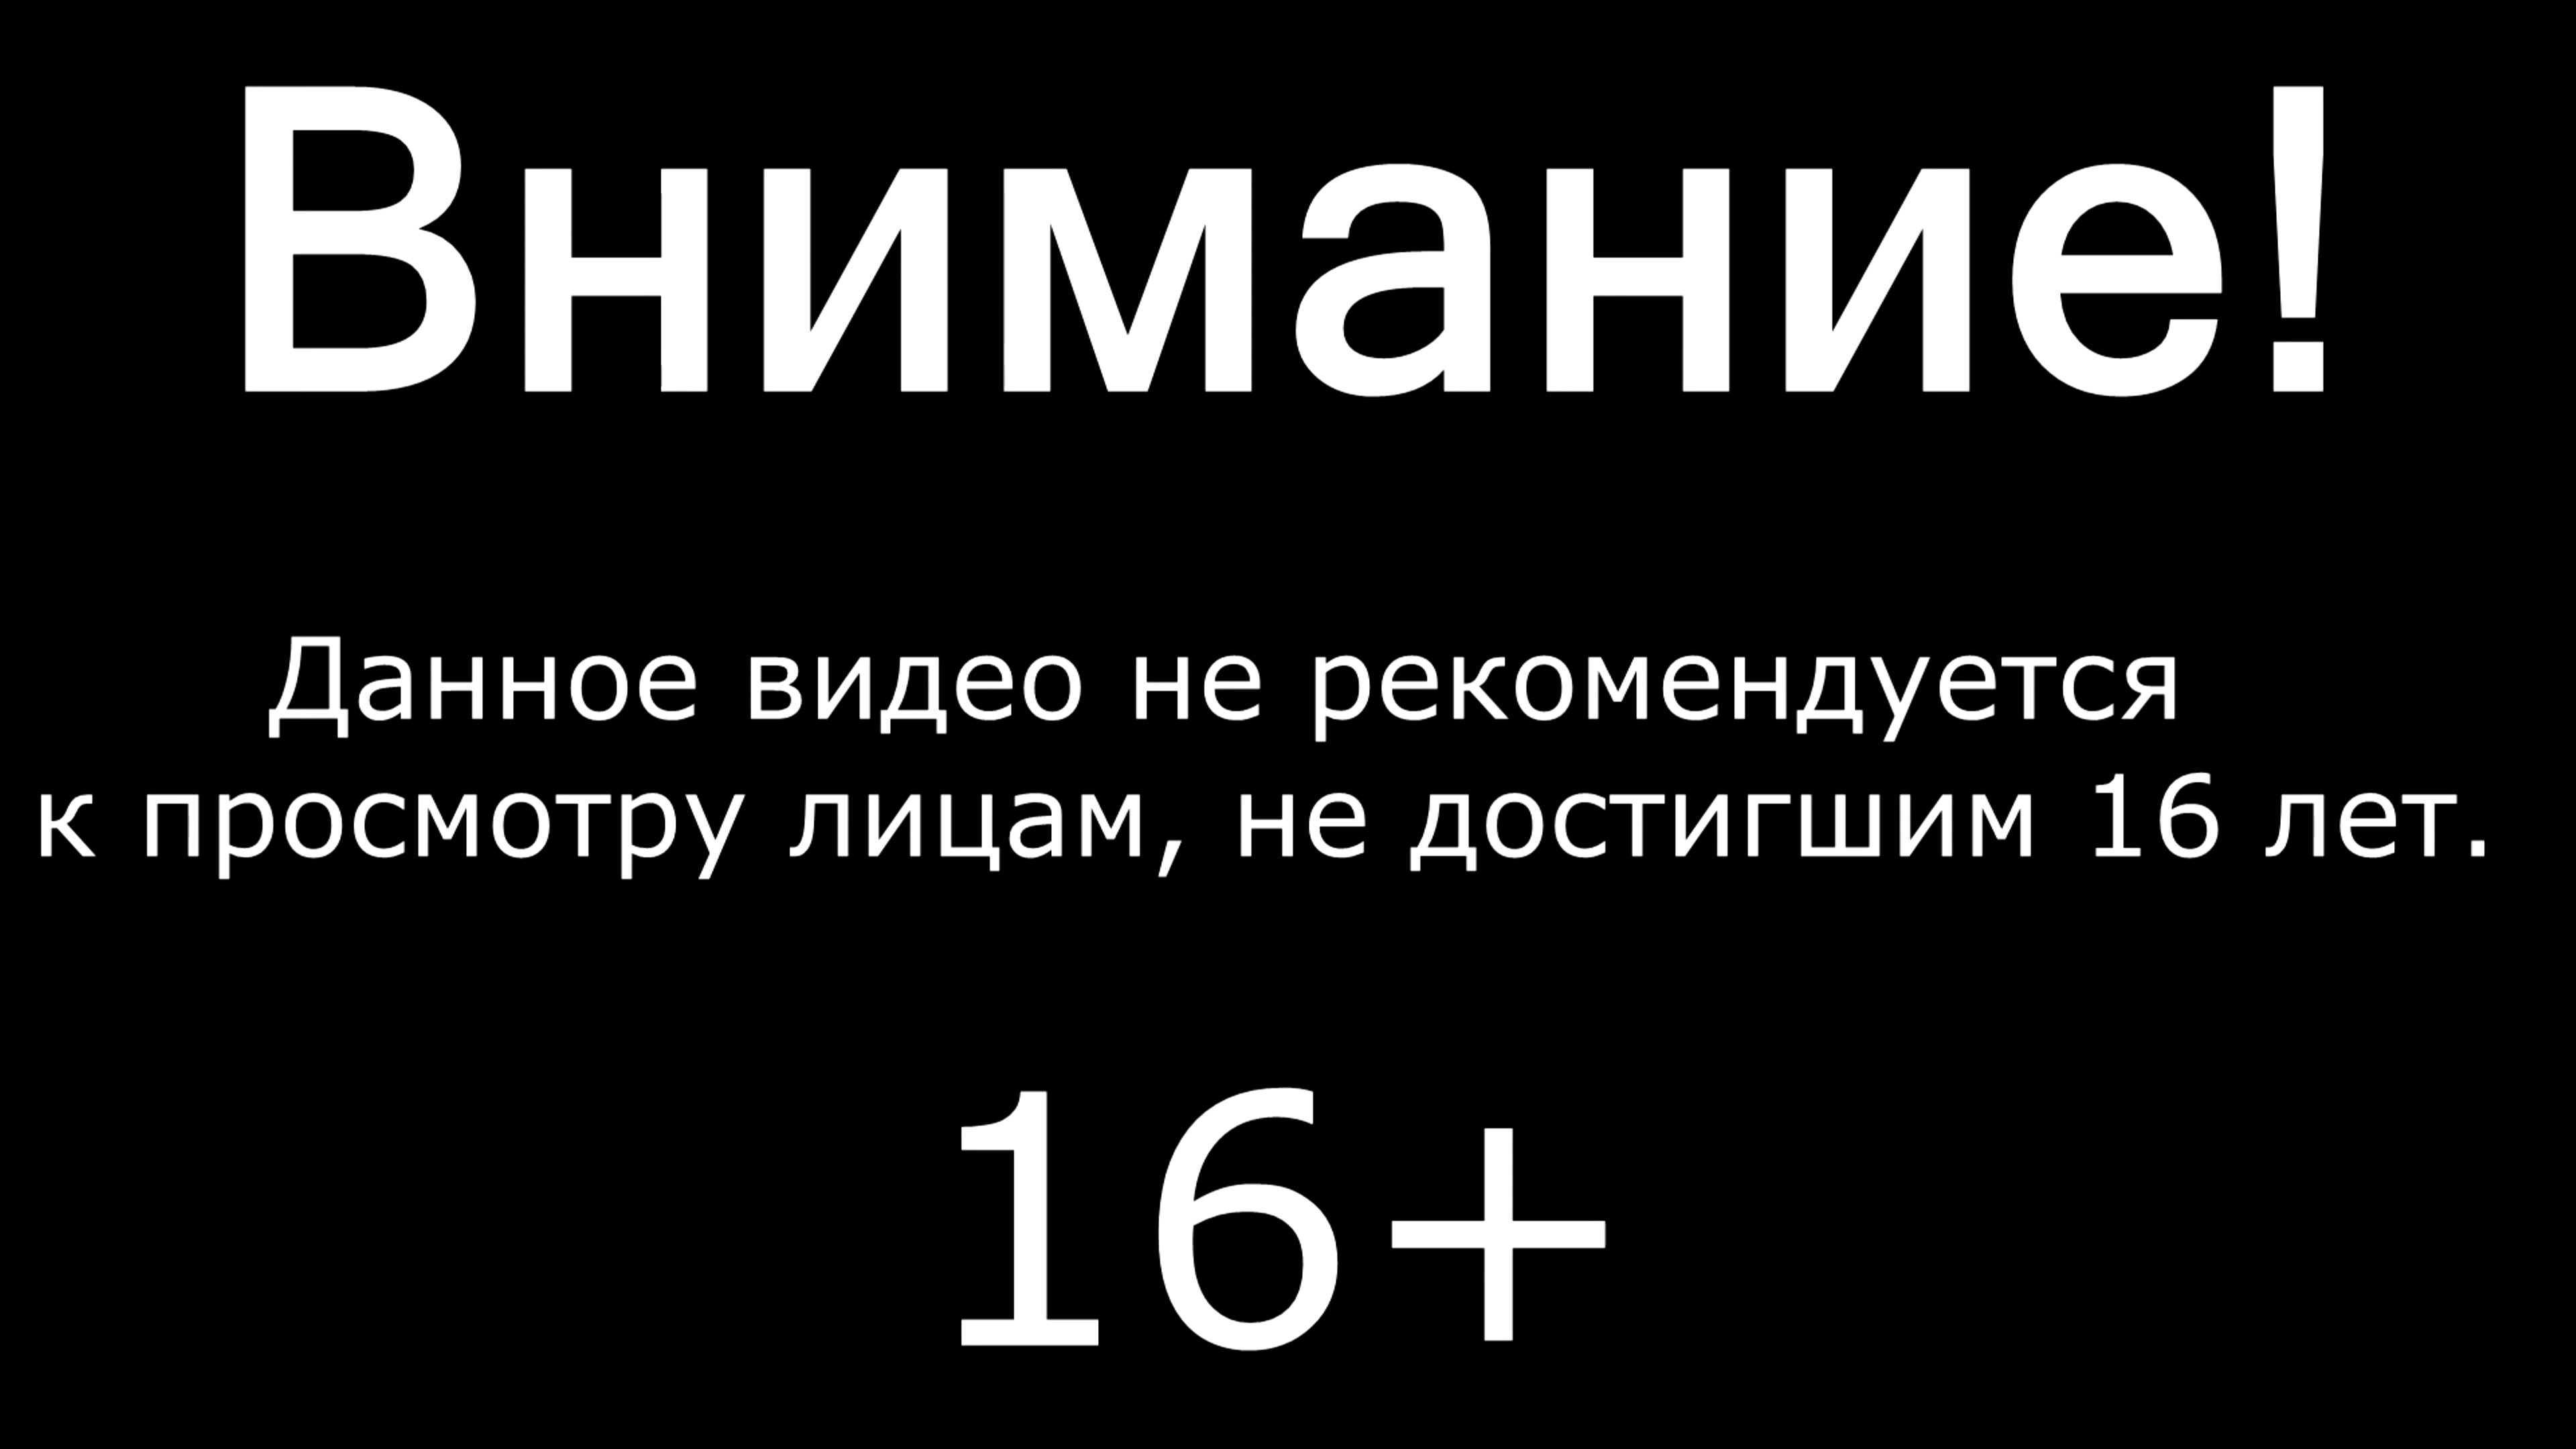 Внимание!
Данное видео не рекомендуется
к просмотру лицам, не достигшим 16 лет.
16+